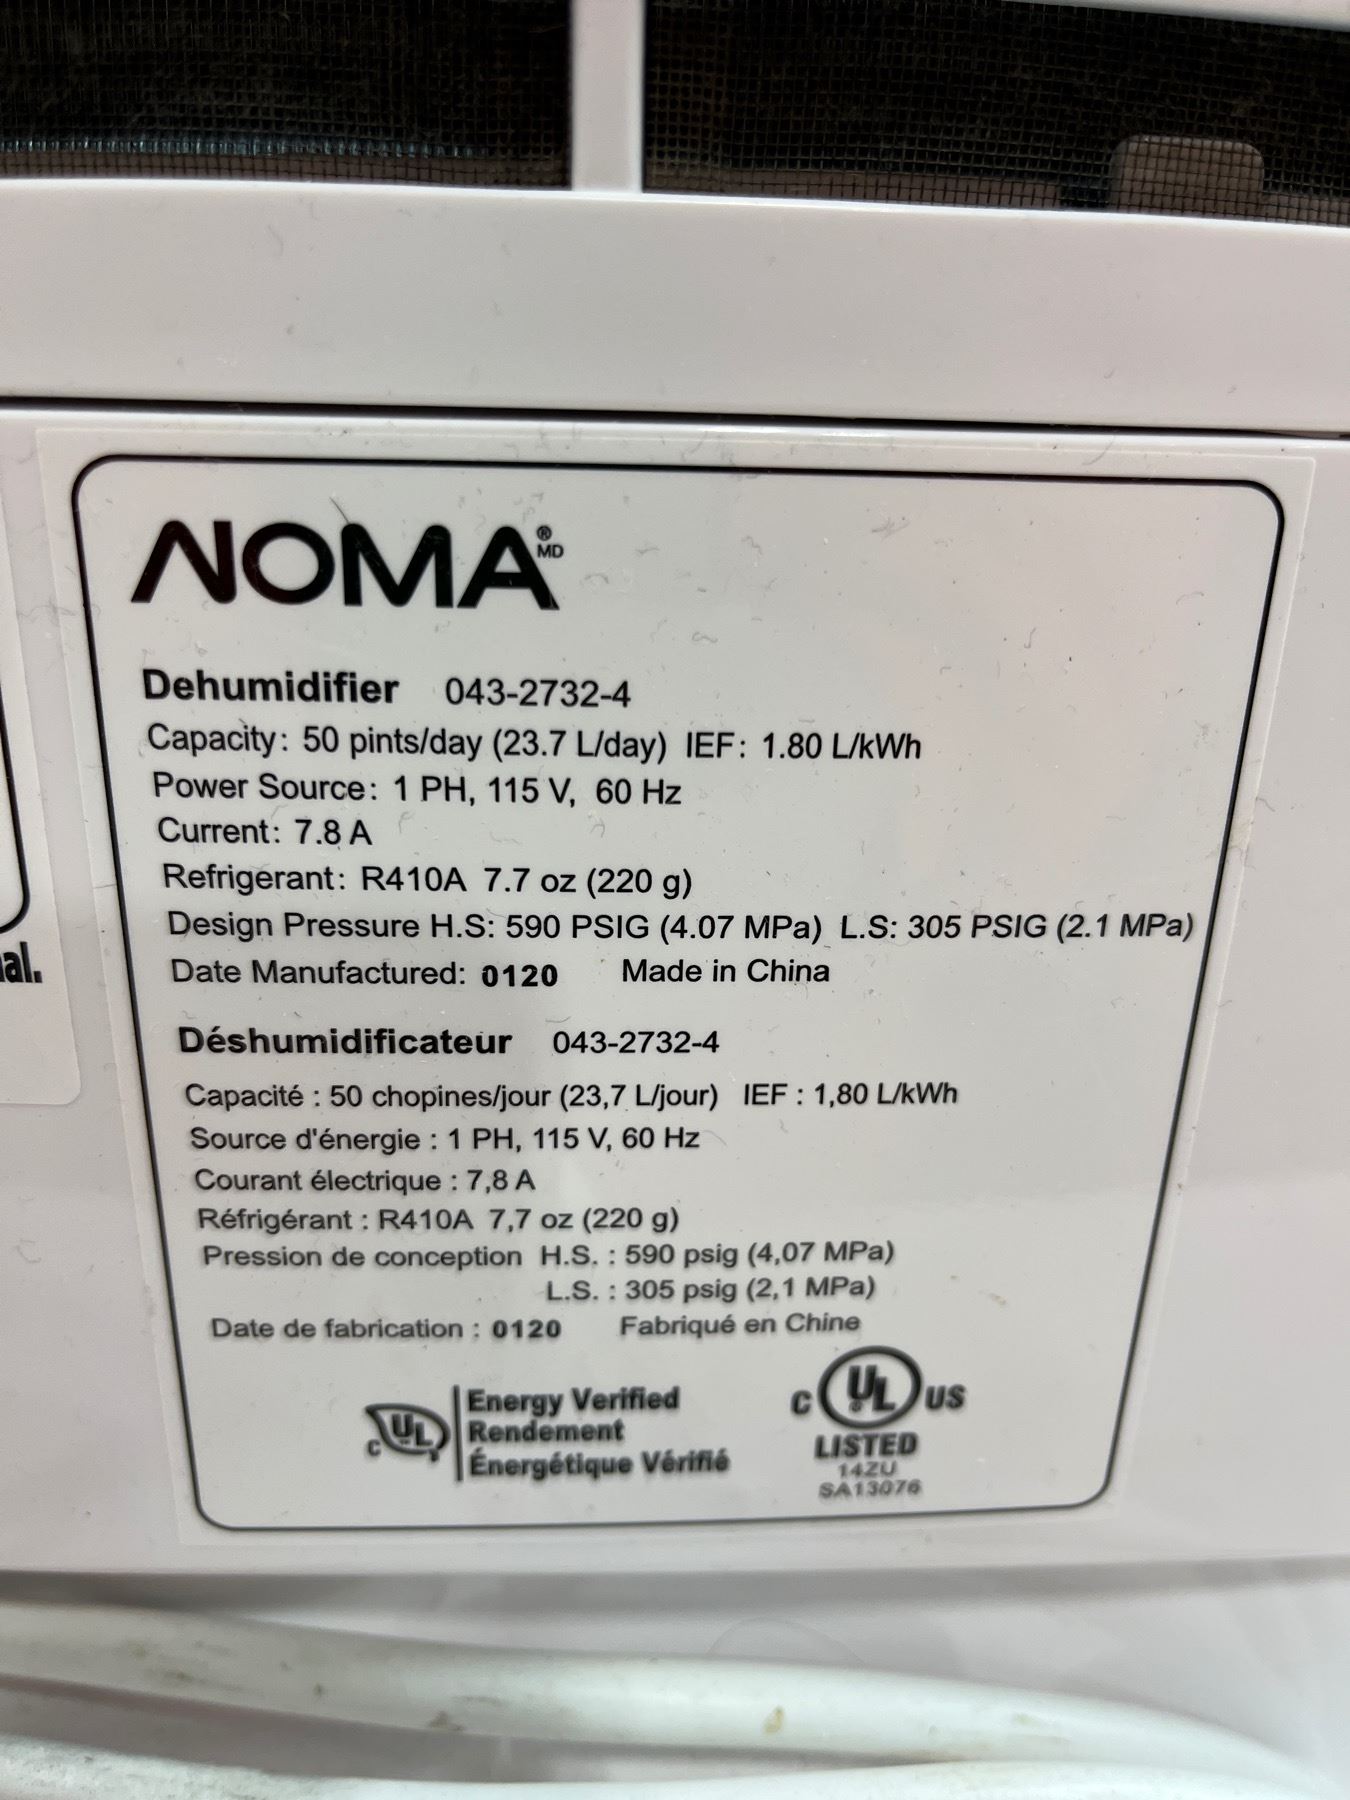 NOMA®MD
Dehumidifier 043-2732-4
Capacity: 50 pints/day (23.7 L/day) IEF: 1.80 L/kWh
Power Source: 1 PH, 115 V, 60 Hz
Current: 7.8 A
Refrigerant: R410A 7.7 oz (220 g)
Design Pressure H.S: 590 PSIG (4.07 MPa) L.S: 305 PSIG (2.1 MPa)
al.
Date Manufactured: 0120 Made in China
Déshumidificateur 043-2732-4
Capacité : 50 chopines/jour (23,7 L/jour) IEF : 1,80 L/kWh
Source d'énergie : 1 PH, 115 V, 60 Hz
Courant électrique : 7,8 A
Réfrigérant : R410A 7,7 oz (220 g)
Pression de conception H.S. : 590 psig (4,07 MPa)
L.S. : 305 psig (2,1 MPa)
Date de fabrication : 0120 Fabriqué en Chine
C UL Energy Verified
Rendement
Énergétique Vérifié
C UL US
LISTED
14ZU
SA13076